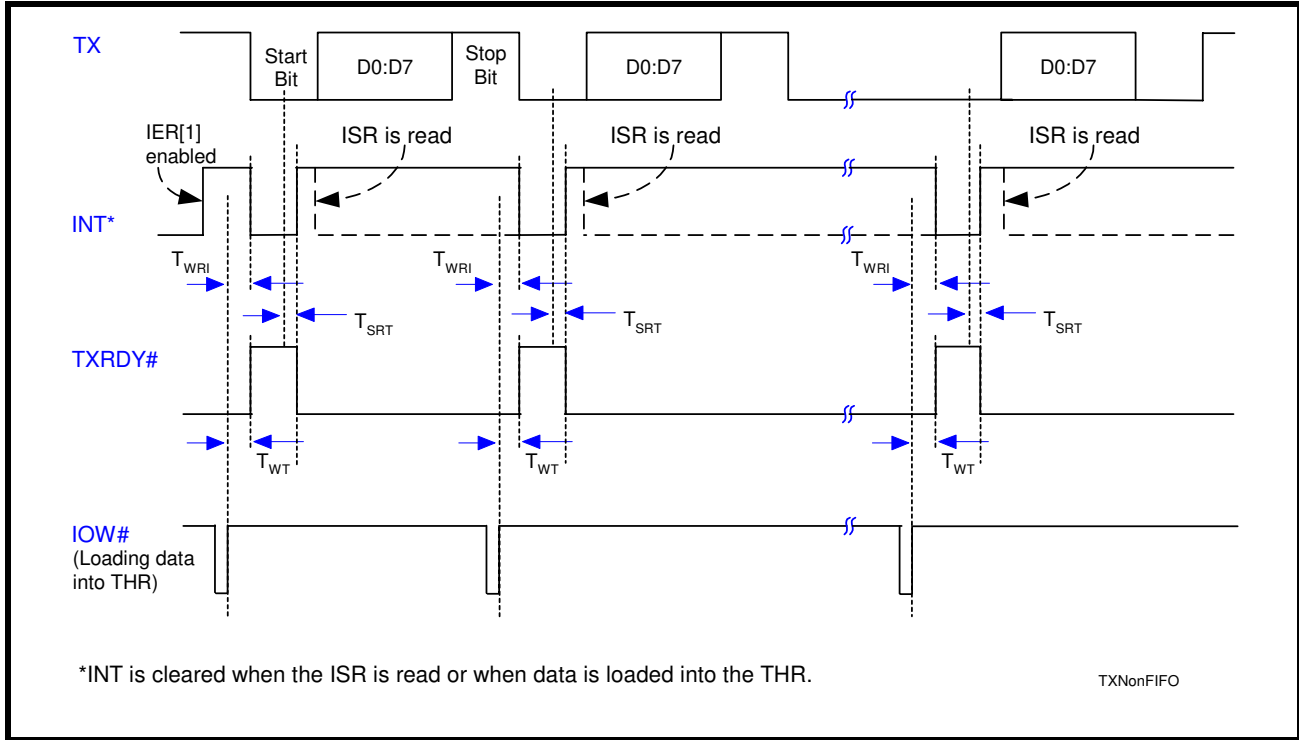 TX
Start
Bit
D0:D7
Stop
Bit
D0:D7
D0:D7
IER[1]
enabled
ISR is read
ISR is read
ISR is read
INT*
TWRI
TWRI
TWRI
TSRT
TSRT
TSRT
TXRDY#
TWT
TWT
TWT
IOW#
(Loading data
into THR)
*INT is cleared when the ISR is read or when data is loaded into the THR.
TXNonFIFO